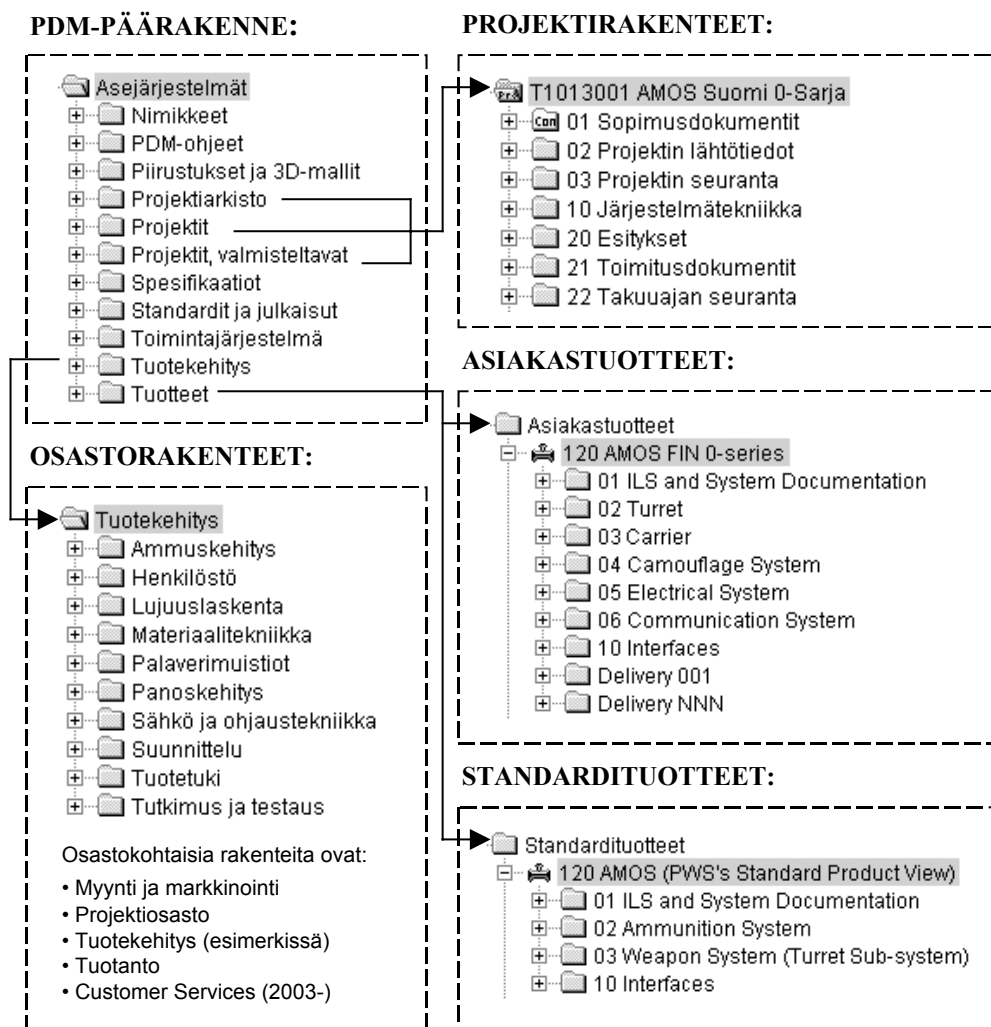 PDM-PÄÄRAKENNE:
Asejärjestelmät
Nimikkeet
PDM-ohjeet
Piirustukset ja 3D-mallit
Projektiarkisto
Projektit
Projektit, valmisteltavat
Spesifikaatiot
Standardit ja julkaisut
Toimintajärjestelmä
Tuotekehitys
Tuotteet
OSASTORAKENTEET:
Tuotekehitys
Ammuskehitys
Henkilöstö
Lujuuslaskenta
Materiaalitekniikka
Palaverimuistiot
Panoskehitys
Sähkö ja ohjaustekniikka
Suunnittelu
Tuotetuki
Tutkimus ja testaus
Osastokohtaisia rakenteita ovat:
• Myynti ja markkinointi
• Projektiosasto
• Tuotekehitys (esimerkissä)
• Tuotanto
• Customer Services (2003-)
PROJEKTIRAKENTEET:
T1013001 AMOS Suomi 0-Sarja
01 Sopimusdokumentit
02 Projektin lähtötiedot
03 Projektin seuranta
10 Järjestelmätekniikka
20 Esitykset
21 Toimitusdokumentit
22 Takuuajan seuranta
ASIAKASTUOTTEET:
Asiakastuotteet
120 AMOS FIN 0-series
01 ILS and System Documentation
02 Turret
03 Carrier
04 Camouflage System
05 Electrical System
06 Communication System
10 Interfaces
Delivery 001
Delivery NNN
STANDARDITUOTTEET:
Standardituotteet
120 AMOS (PWS's Standard Product View)
01 ILS and System Documentation
02 Ammunition System
03 Weapon System (Turret Sub-system)
10 Interfaces